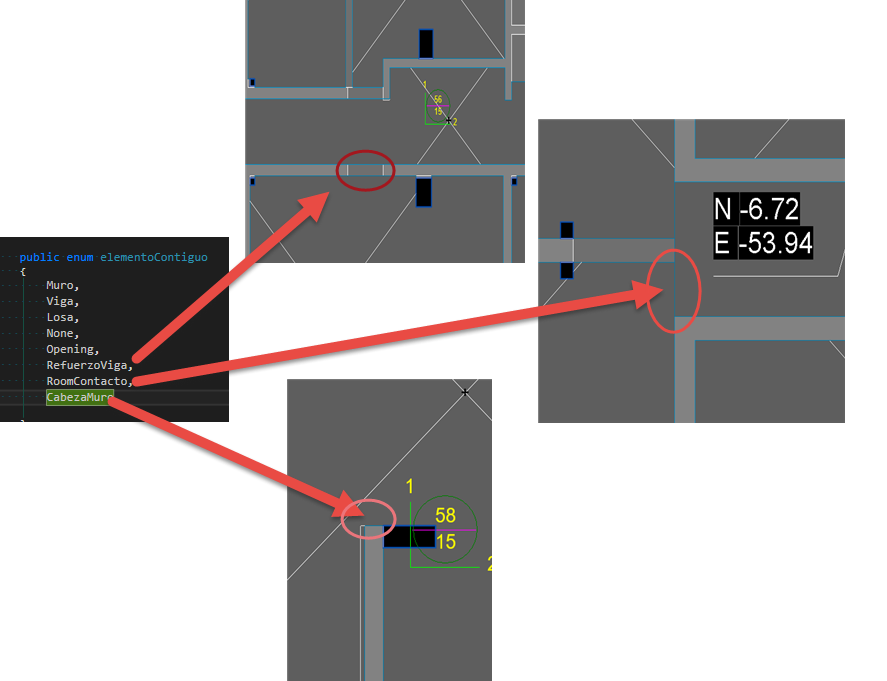 1
56
15
2
N -6.72
E -53.94
public enum elementoContiguo
{
Muro,
Viga,
Losa,
None,
Opening,
RefuerzoViga,
RoomContacto,
CabezaMuro
1
58
15
2